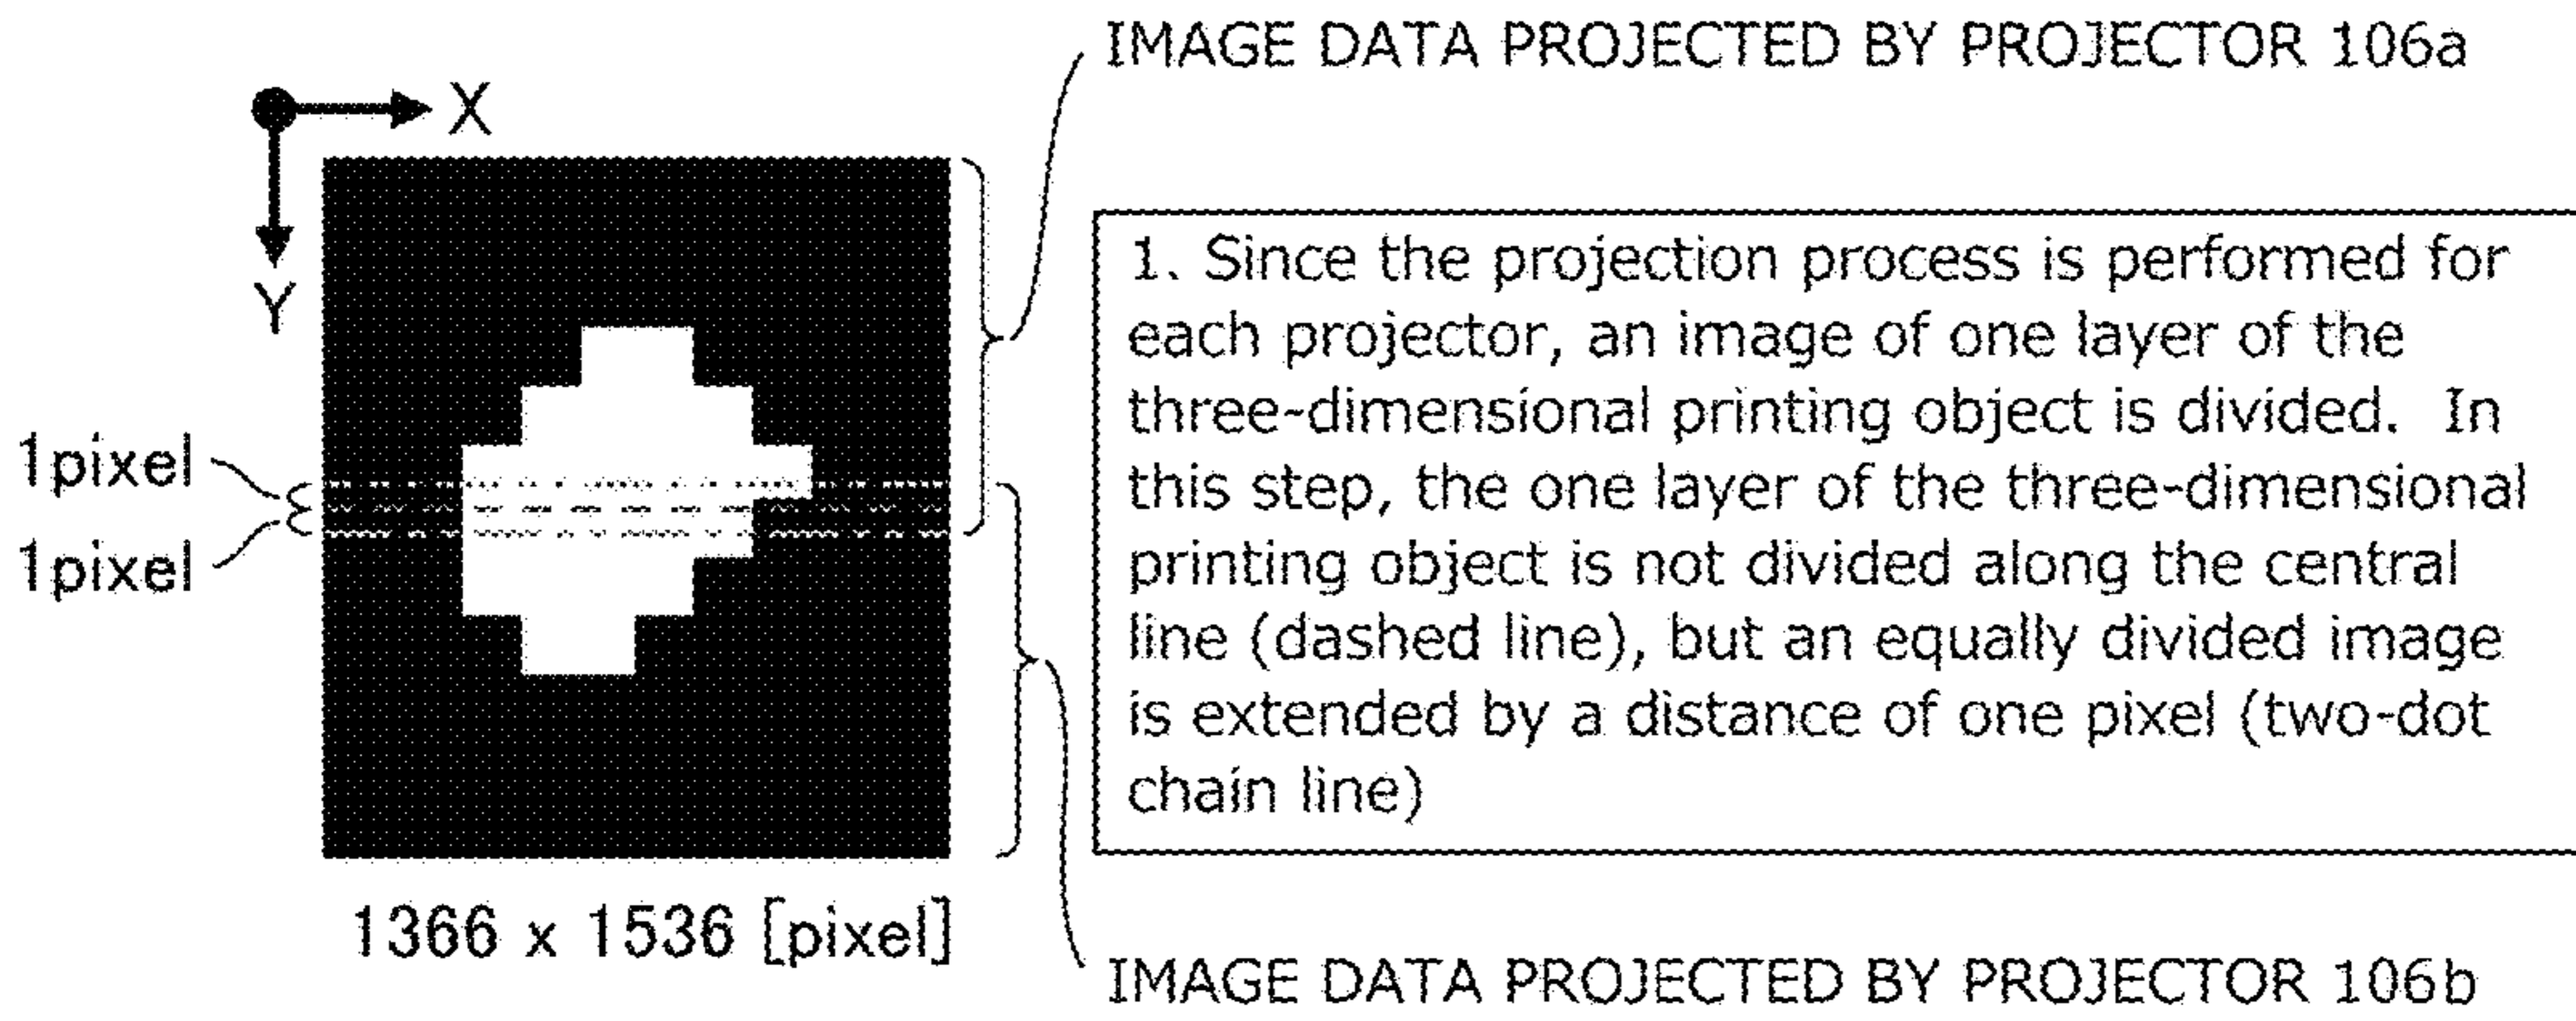 IMAGE DATA PROJECTED BY PROJECTOR 106a
X
Y
1. Since the projection process is performed for
each projector, an image of one layer of the
three-dimensional printing object is divided. In
this step, the one layer of the three-dimensional
printing object is not divided along the central
line (dashed line), but an equally divided image
is extended by a distance of one pixel (two-dot
chain line)
1pixel
1pixel
1366 x 1536 [pixel]
IMAGE DATA PROJECTED BY PROJECTOR 106b